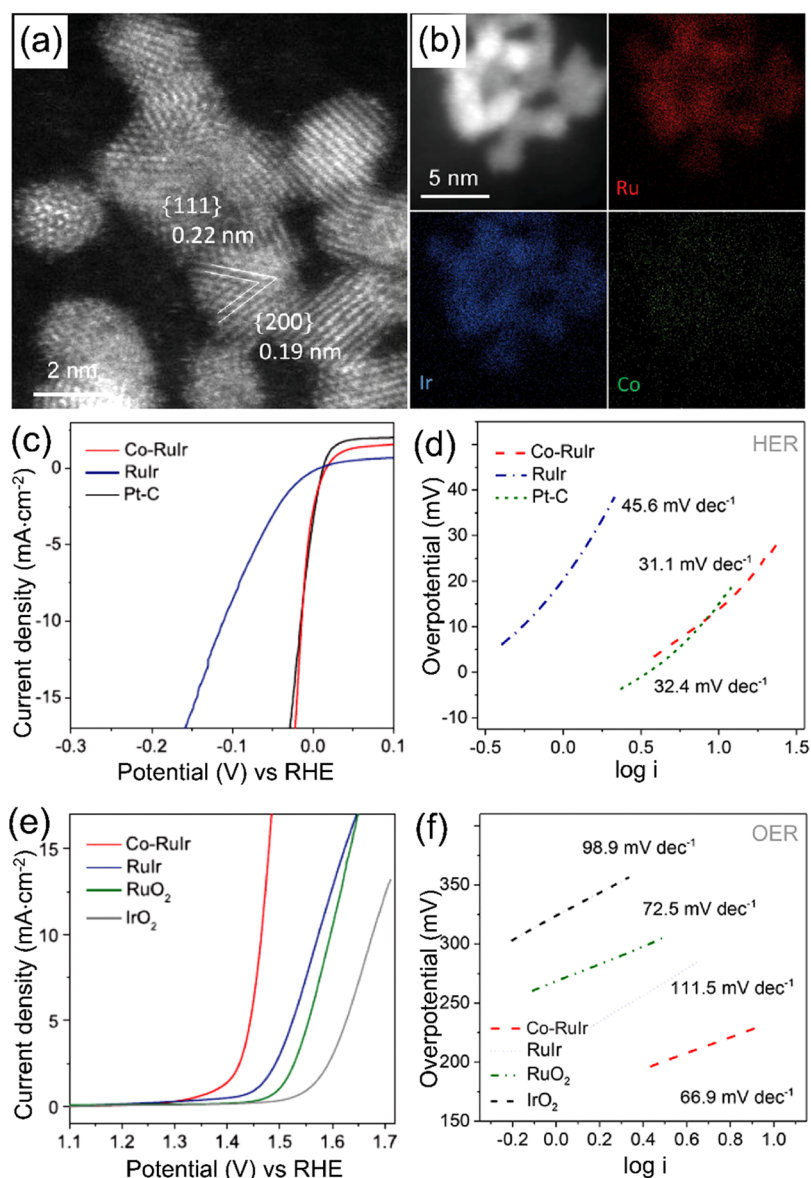 (a)
{111}
0.22 nm
{200}
0.19 nm
2 nm
(b)
5 nm
Ru
Ir
Co
(c)
Co-RuIr
RuIr
Pt-C
Current density (mA·cm⁻²)
0
-5
-10
-15
-0.3
-0.2
-0.1
0.0
0.1
Potential (V) vs RHE
(d)
HER
Co-RuIr
RuIr
Pt-C
45.6 mV dec⁻¹
31.1 mV dec⁻¹
32.4 mV dec⁻¹
Overpotential (mV)
40
30
20
10
0
-10
-0.5
0.0
0.5
1.0
1.5
log i
(e)
Co-RuIr
RuIr
RuO₂
IrO₂
Current density (mA·cm⁻²)
15
10
5
0
1.1
1.2
1.3
1.4
1.5
1.6
1.7
Potential (V) vs RHE
(f)
OER
98.9 mV dec⁻¹
72.5 mV dec⁻¹
111.5 mV dec⁻¹
66.9 mV dec⁻¹
Co-RuIr
RuIr
RuO₂
IrO₂
Overpotential (mV)
350
300
250
200
150
-0.2
0.0
0.2
0.4
0.6
0.8
1.0
log i